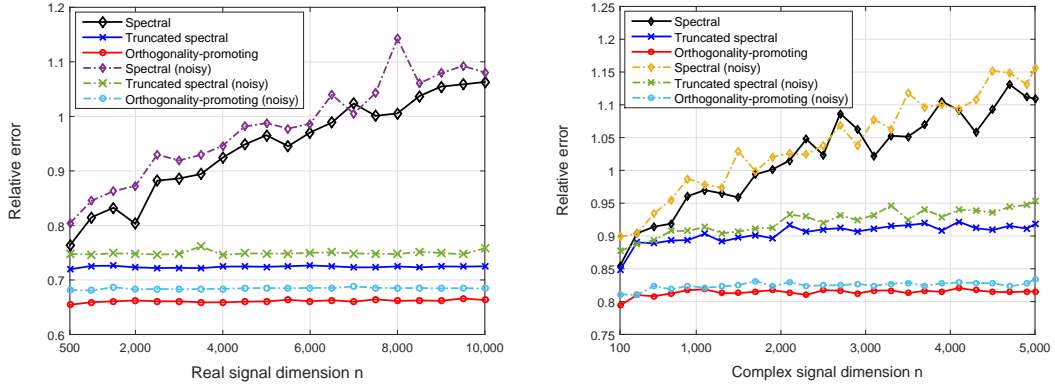 1.2
1.1
1
0.9
0.8
0.7
0.6
Relative error
Spectral
Truncated spectral
Orthogonality-promoting
Spectral (noisy)
Truncated spectral (noisy)
Orthogonality-promoting (noisy)
500
2,000
4,000
6,000
8,000
10,000
Real signal dimension n
1.25
1.2
1.15
1.1
1.05
1
0.95
0.9
0.85
0.8
0.75
Relative error
Spectral
Truncated spectral
Orthogonality-promoting
Spectral (noisy)
Truncated spectral (noisy)
Orthogonality-promoting (noisy)
100
1,000
2,000
3,000
4,000
5,000
Complex signal dimension n